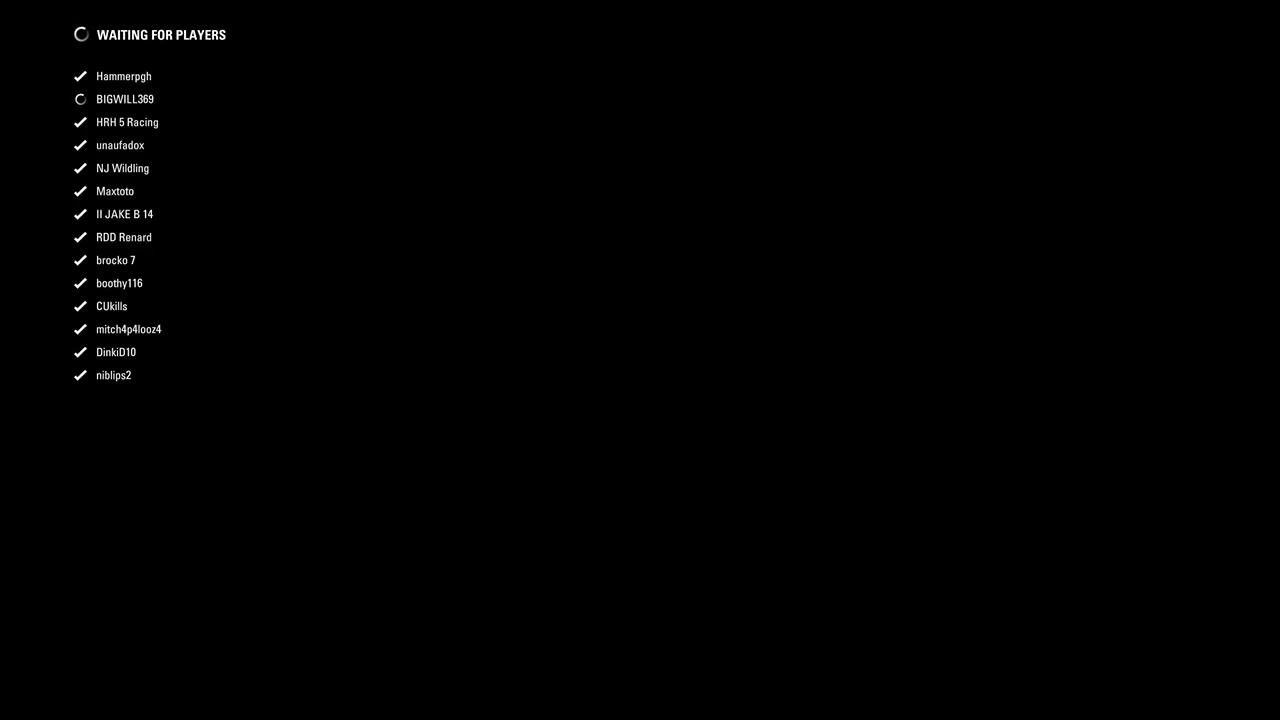 WAITING FOR PLAYERS
Hammerpgh
BIGWILL369
HRH 5 Racing
unaufadox
NJ Wildling
Maxtoto
II JAKE B 14
RDD Renard
brocko 7
boothy116
CUkills
mitch4p4looz4
DinkiD10
niblips2